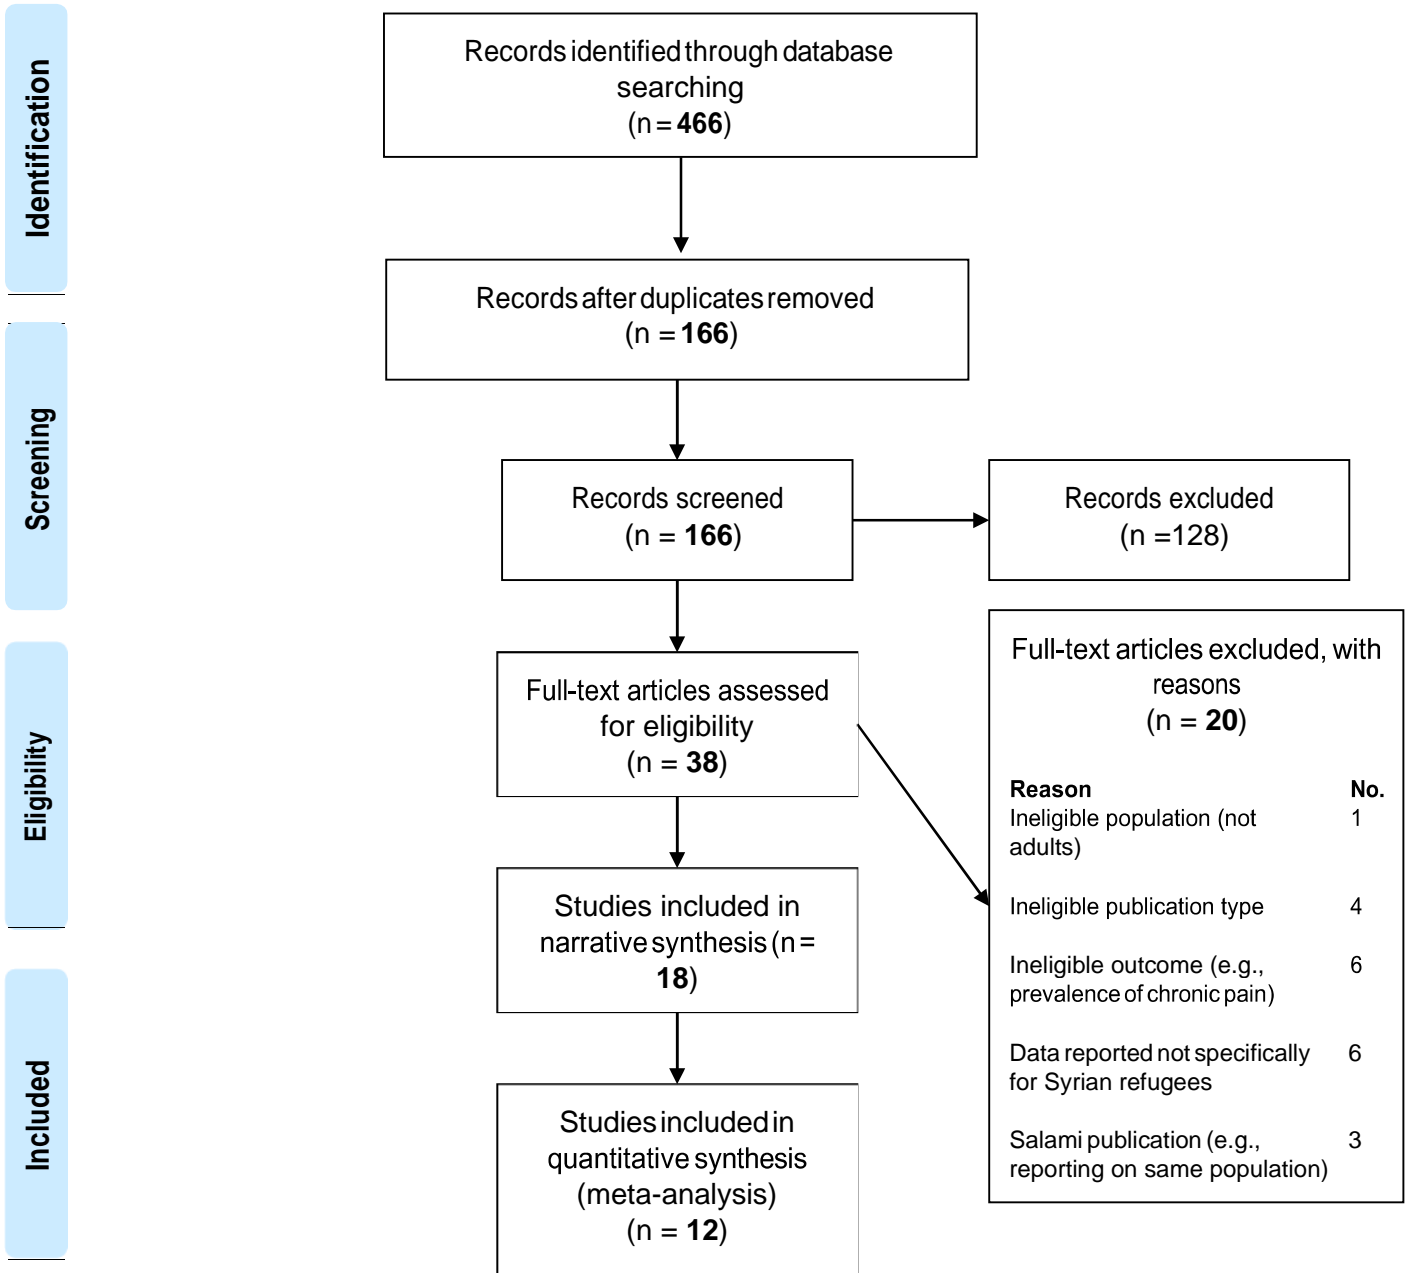 Identification
Records identified through database
searching
(n = 466)
Records after duplicates removed
(n = 166)
Screening
Records screened
(n = 166)
Records excluded
(n =128)
Eligibility
Full-text articles assessed
for eligibility
(n = 38)
Full-text articles excluded, with
reasons
(n = 20)
Reason No.
Ineligible population (not 1
adults)
Ineligible publication type 4
Ineligible outcome (e.g., 6
prevalence of chronic pain)
Data reported not specifically 6
for Syrian refugees
Salami publication (e.g., 3
reporting on same population)
Studies included in
narrative synthesis (n =
18)
Included
Studies included in
quantitative synthesis
(meta-analysis)
(n = 12)